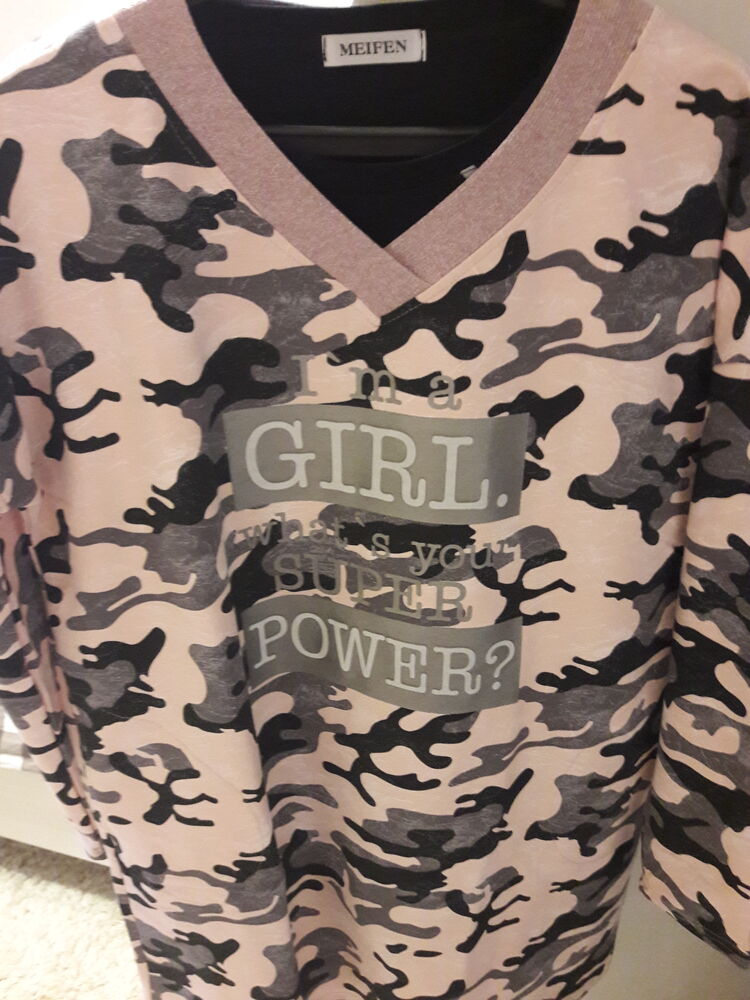 MEIFEN
I`m a
GIRL.
what`s your
SUPER
POWER?